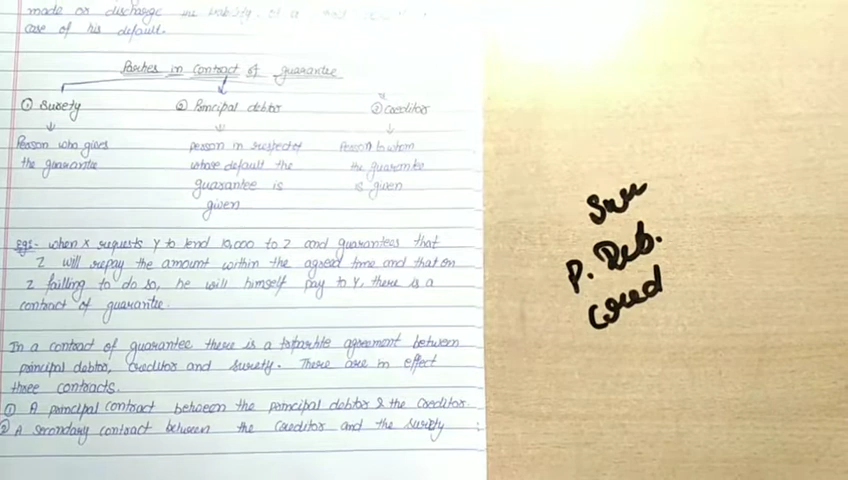 made or discharge the liability of a
case of his default.
Parties in contract of guarantee
① Surety
② Principal debtor
③ Creditor
Person who gives
the guarantee
person in respect of
whose default the
guarantee is
given
Person to whom
the guarantee
is given
Eg:- when X requests Y to lend 10,000 to Z and guarantees that
Z will repay the amount within the agreed time and that on
Z failling to do so, he will himself pay to Y, there is a
contract of guarantee.
In a contract of guarantee there is a tripartite agreement between
principal debtor, creditor and surety. There are in effect
three contracts.
① A principal contract between the principal debtor & the creditor
② A secondary contract between the creditor and the surety
Sur
P. Deb.
Cred